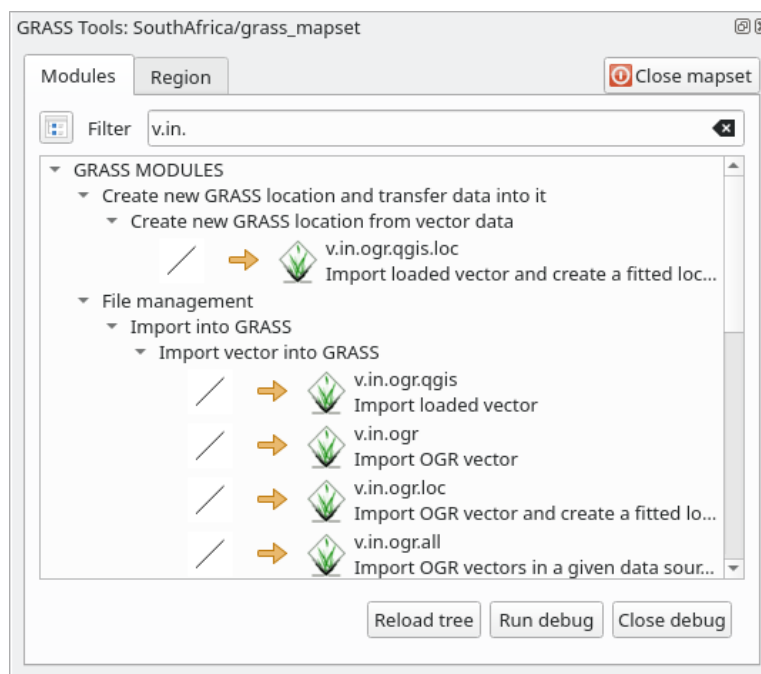 GRASS Tools: SouthAfrica/grass_mapset
Modules
Region
Close mapset
Filter
v.in.
GRASS MODULES
Create new GRASS location and transfer data into it
Create new GRASS location from vector data
v.in.ogr.qgis.loc
Import loaded vector and create a fitted loc...
File management
Import into GRASS
Import vector into GRASS
v.in.ogr.qgis
Import loaded vector
v.in.ogr
Import OGR vector
v.in.ogr.loc
Import OGR vector and create a fitted lo...
v.in.ogr.all
Import OGR vectors in a given data sour...
Reload tree
Run debug
Close debug